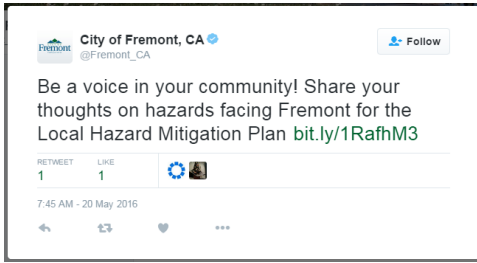 Fremont
City of Fremont, CA
@Fremont_CA
Follow
Be a voice in your community! Share your
thoughts on hazards facing Fremont for the
Local Hazard Mitigation Plan bit.ly/1RafhM3
RETWEET LIKE
1 1
7:45 AM - 20 May 2016